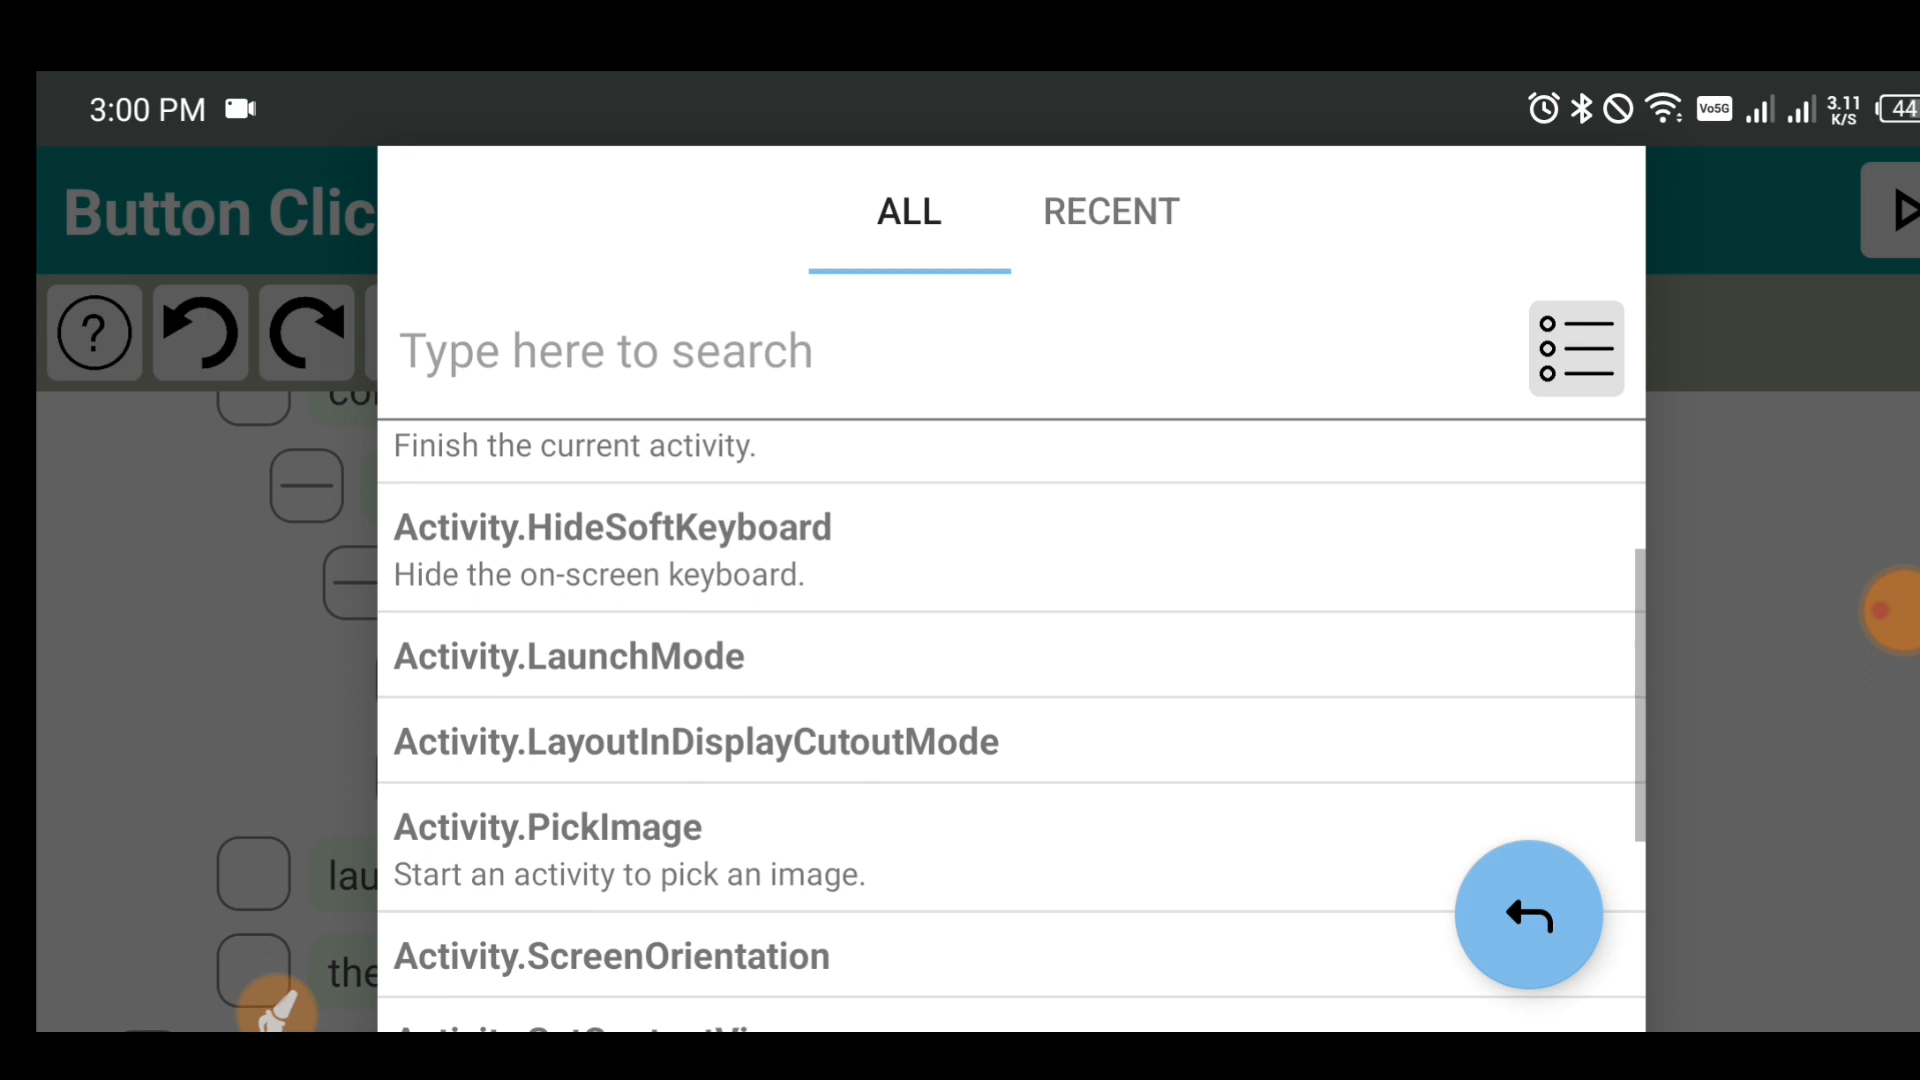 3:00 PM
Vo5G
3.11
K/S
44
Button Clic
ALL
RECENT
?
Type here to search
Finish the current activity.
Activity.HideSoftKeyboard
Hide the on-screen keyboard.
Activity.LaunchMode
Activity.LayoutInDisplayCutoutMode
Activity.PickImage
lau
Start an activity to pick an image.
Activity.ScreenOrientation
the